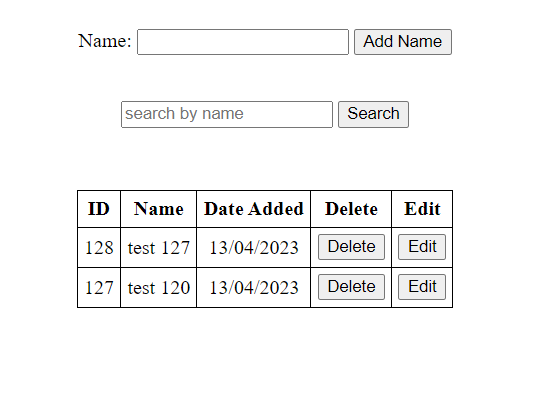 Name: Add Name
search by name Search
ID Name Date Added Delete Edit
128 test 127 13/04/2023 Delete Edit
127 test 120 13/04/2023 Delete Edit